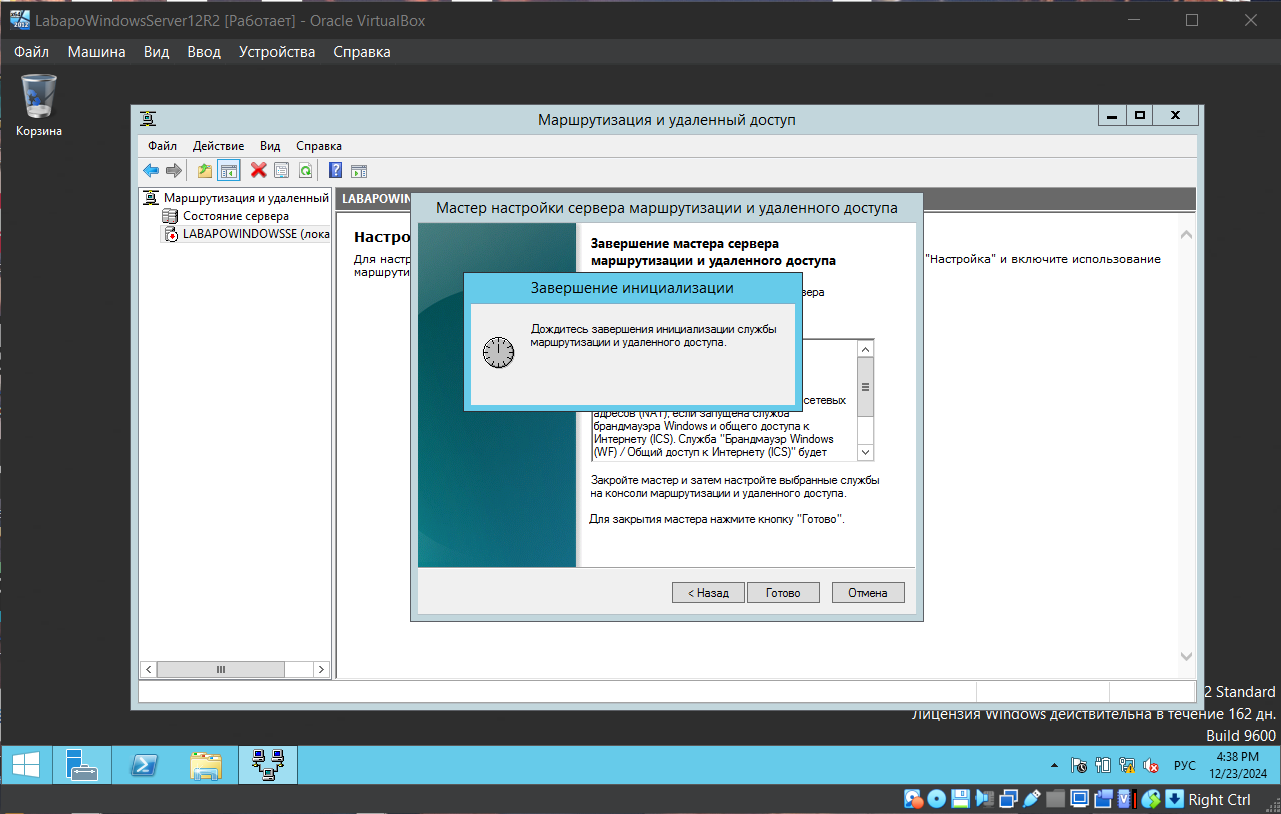 LabapoWindowsServer12R2 [Работает] - Oracle VirtualBox
Файл Машина Вид Ввод Устройства Справка
Корзина
Маршрутизация и удаленный доступ
Файл Действие Вид Справка
Маршрутизация и удаленный
Состояние сервера
LABAPOWINDOWSSE (лока
LABAPOWIN
Настро
Для настр
"Настройка" и включите использование
маршрути
Мастер настройки сервера маршрутизации и удаленного доступа
Завершение мастера сервера
маршрутизации и удаленного доступа
вера
Завершение инициализации
Дождитесь завершения инициализации службы
маршрутизации и удаленного доступа.
сетевых
адресов (NAT), если запущена служба
брандмауэра Windows и общего доступа к
Интернету (ICS). Служба "Брандмауэр Windows
(WF) / Общий доступ к Интернету (ICS)" будет
Закройте мастер и затем настройте выбранные службы
на консоли маршрутизации и удаленного доступа.
Для закрытия мастера нажмите кнопку "Готово".
< Назад Готово Отмена
2 Standard
Лицензия Windows действительна в течение 162 дн.
Build 9600
РУС
4:38 PM
12/23/2024
Right Ctrl